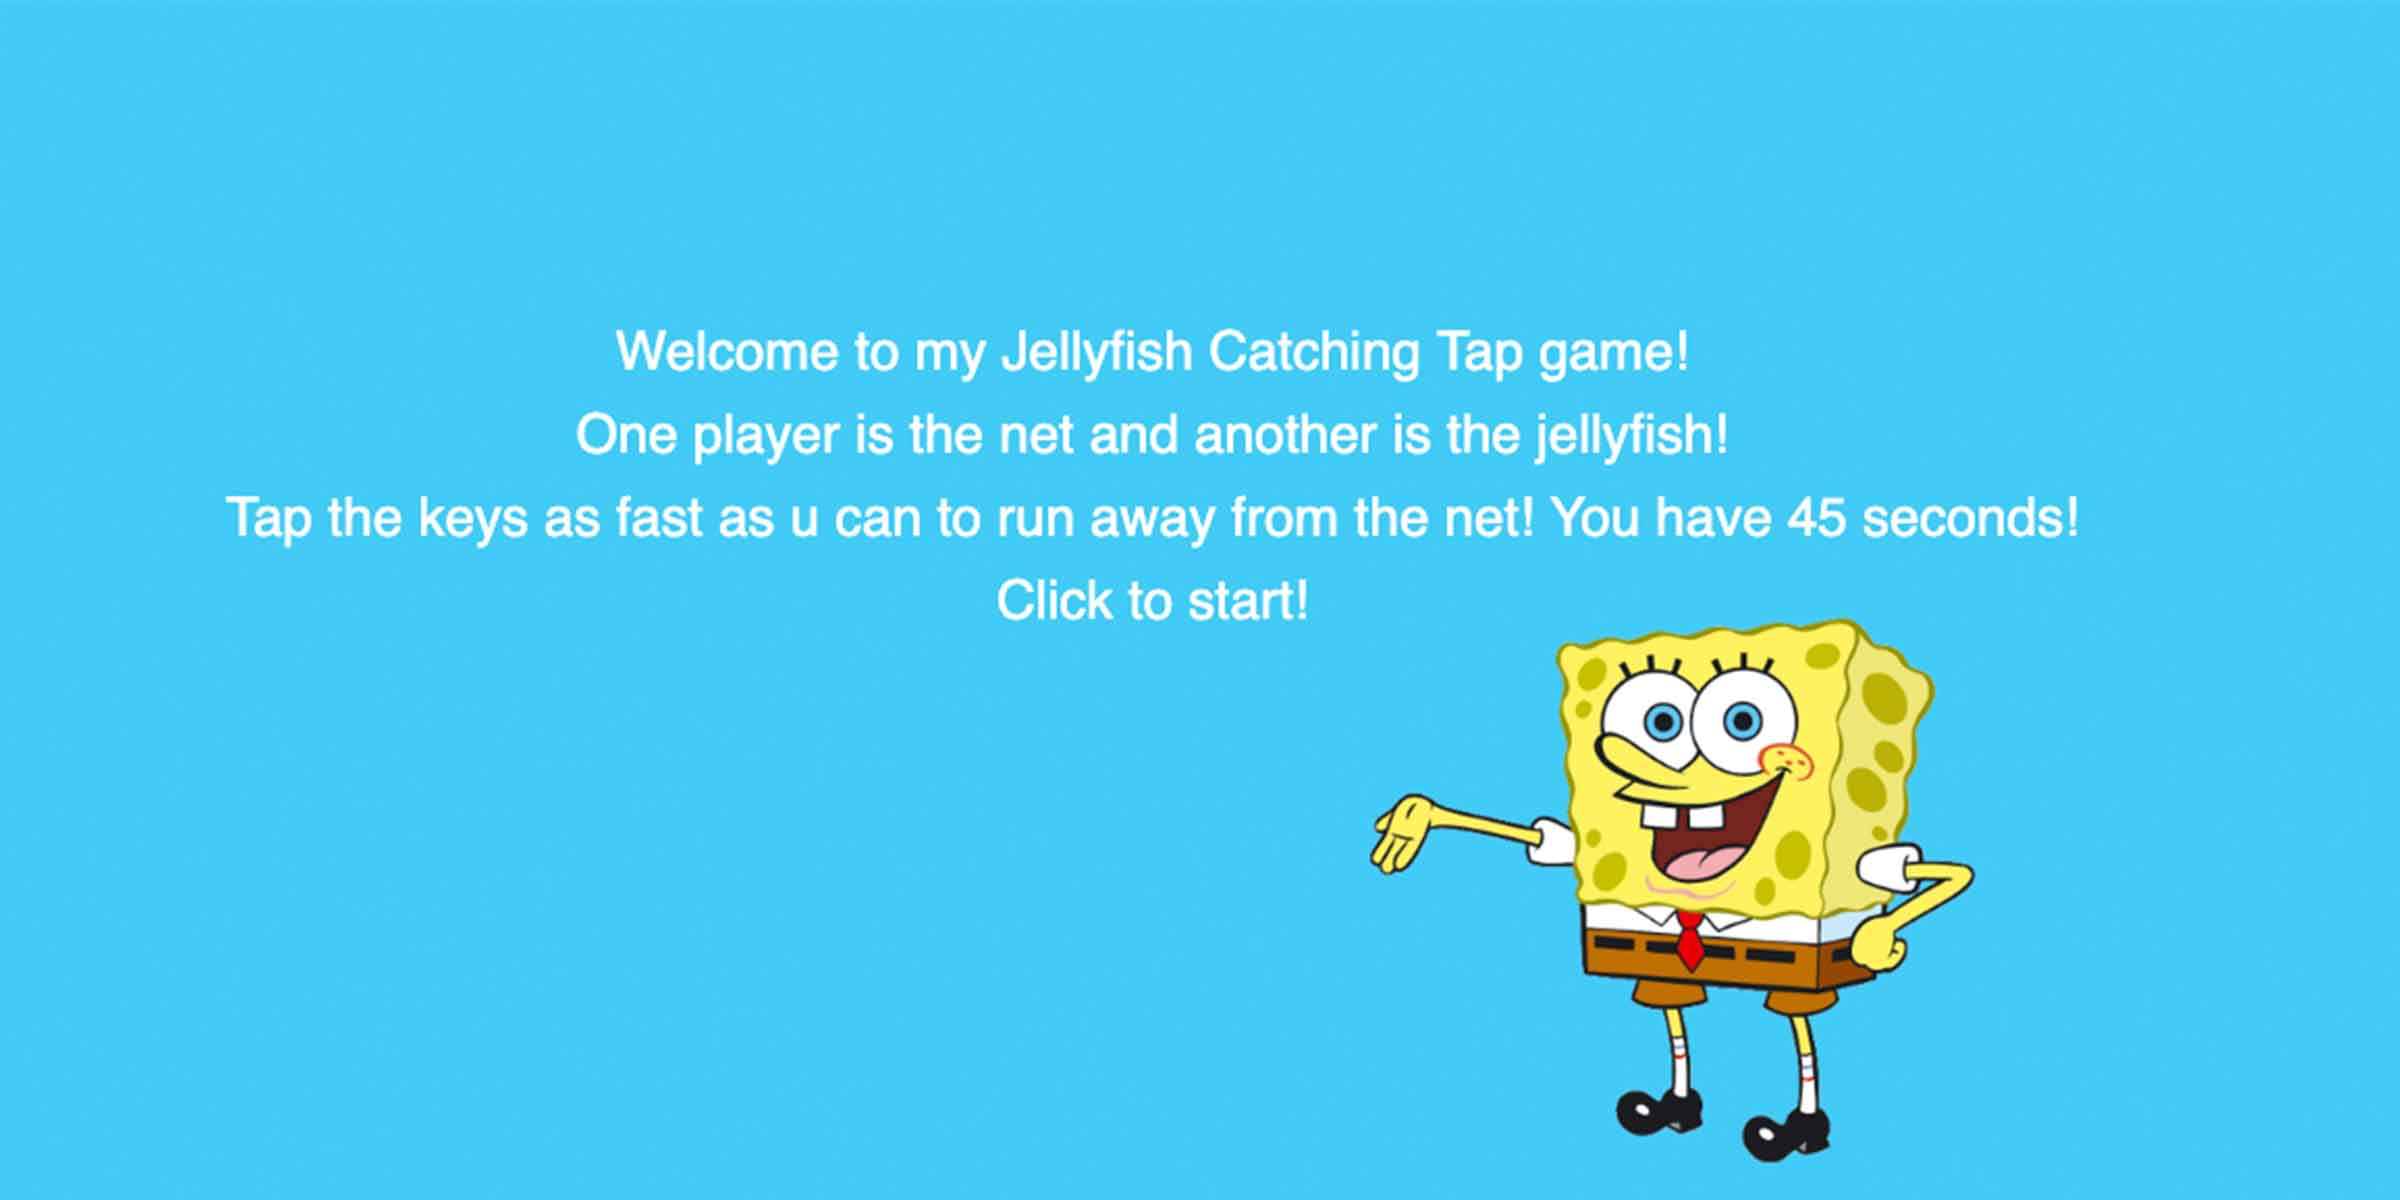 Welcome to my Jellyfish Catching Tap game!
One player is the net and another is the jellyfish!
Tap the keys as fast as u can to run away from the net! You have 45 seconds!
Click to start!